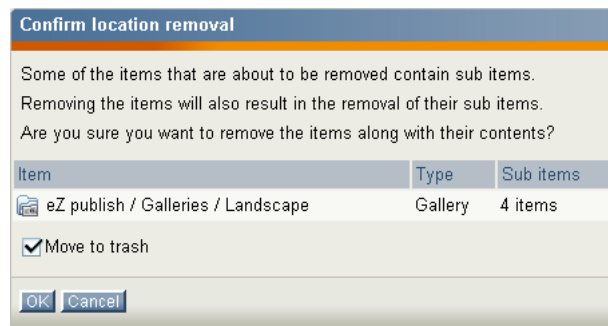 Confirm location removal
Some of the items that are about to be removed contain sub items.
Removing the items will also result in the removal of their sub items.
Are you sure you want to remove the items along with their contents?
Item Type Sub items
eZ publish / Galleries / Landscape Gallery 4 items
Move to trash
OK Cancel